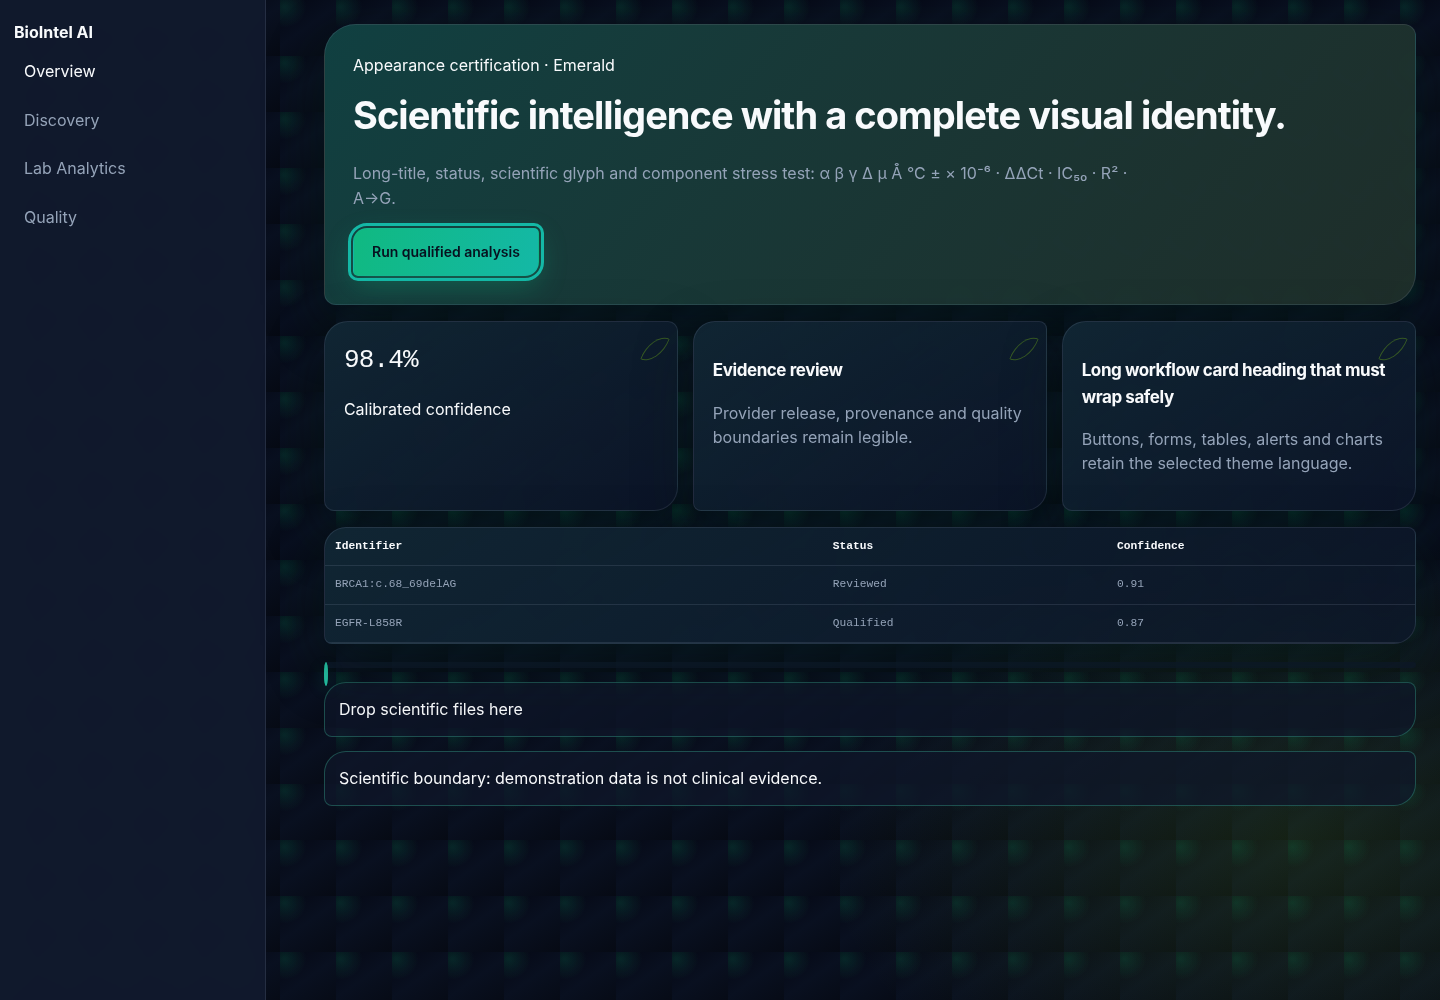 BioIntel AI
Overview
Discovery
Lab Analytics
Quality
Appearance certification · Emerald
Scientific intelligence with a complete visual identity.
Long-title, status, scientific glyph and component stress test: α β γ Δ μ Å °C ± × 10⁻⁶ · ΔΔCt · IC₅₀ · R² ·
A→G.
Run qualified analysis
98.4%
Calibrated confidence
Evidence review
Provider release, provenance and quality
boundaries remain legible.
Long workflow card heading that must
wrap safely
Buttons, forms, tables, alerts and charts
retain the selected theme language.
Identifier Status Confidence
BRCA1:c.68_69delAG Reviewed 0.91
EGFR-L858R Qualified 0.87
Drop scientific files here
Scientific boundary: demonstration data is not clinical evidence.